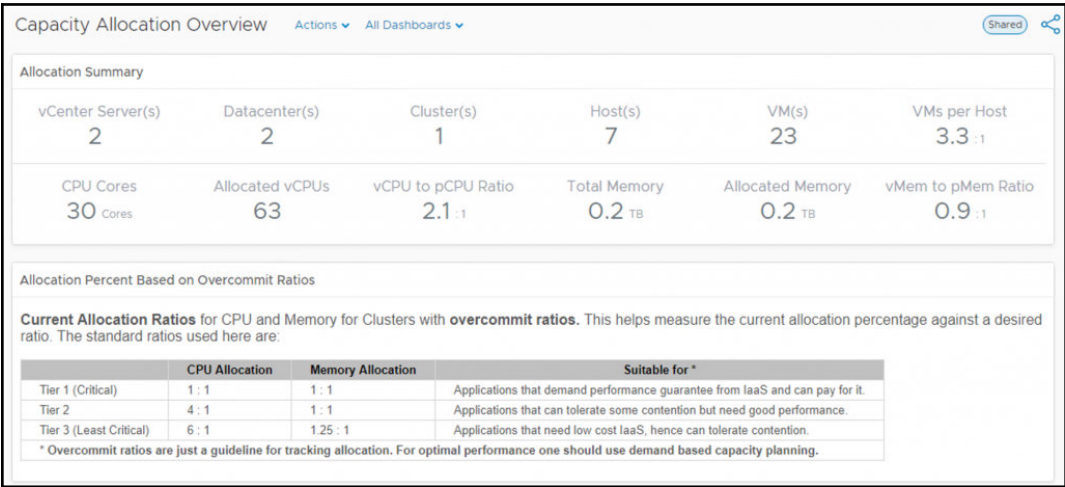 Capacity Allocation Overview Actions All Dashboards Shared
Allocation Summary
vCenter Server(s) Datacenter(s) Cluster(s) Host(s) VM(s) VMs per Host
2 2 1 7 23 3.3 :1
CPU Cores Allocated vCPUs vCPU to pCPU Ratio Total Memory Allocated Memory vMem to pMem Ratio
30 Cores 63 2.1 :1 0.2 TB 0.2 TB 0.9 :1
Allocation Percent Based on Overcommit Ratios
Current Allocation Ratios for CPU and Memory for Clusters with overcommit ratios. This helps measure the current allocation percentage against a desired
ratio. The standard ratios used here are:
CPU Allocation Memory Allocation Suitable for *
Tier 1 (Critical) 1 : 1 1 : 1 Applications that demand performance guarantee from IaaS and can pay for it.
Tier 2 4 : 1 1 : 1 Applications that can tolerate some contention but need good performance.
Tier 3 (Least Critical) 6 : 1 1.25 : 1 Applications that need low cost IaaS, hence can tolerate contention.
* Overcommit ratios are just a guideline for tracking allocation. For optimal performance one should use demand based capacity planning.